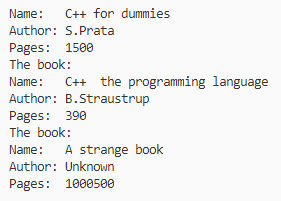 Name:   C++ for dummies
Author: S.Prata
Pages:  1500
The book:
Name:   C++  the programming language
Author: B.Straustrup
Pages:  390
The book:
Name:   A strange book
Author: Unknown
Pages:  1000500